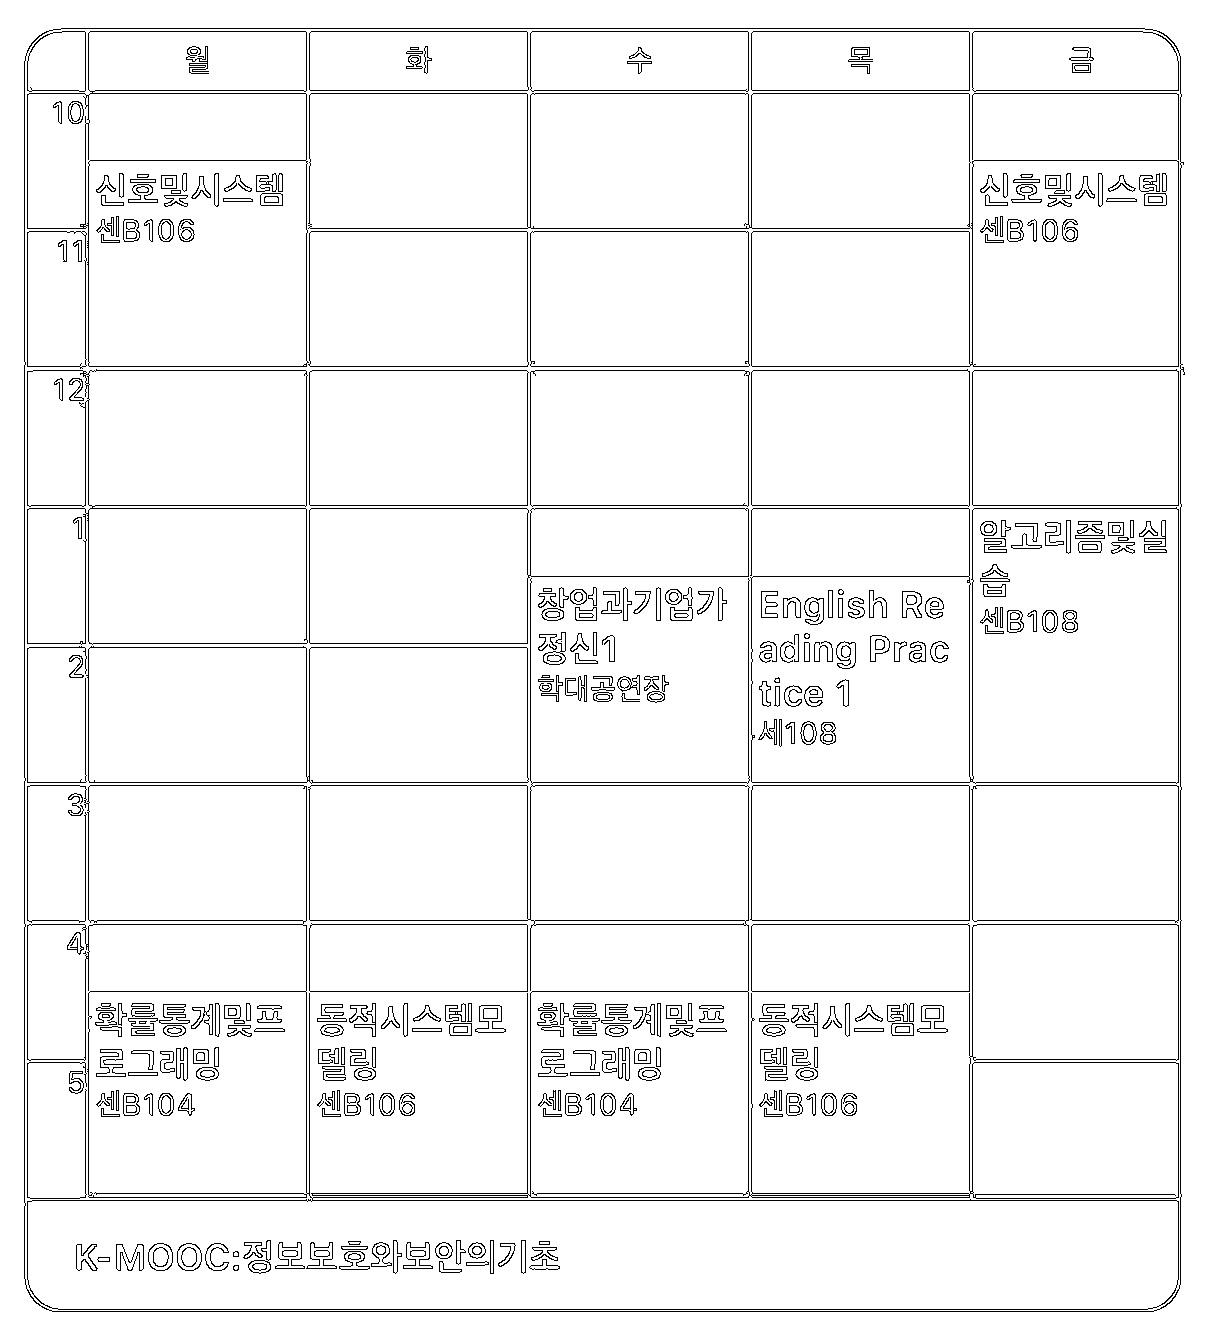 월 화 수 목 금
10
신호및시스템 신호및시스템
센B106 센B106
11
12
1
알고리즘및실
습
센B108
창업과기업가
정신1
학대공연장
English Re
ading Prac
tice 1
세108
2
3
4
확률통계및프
로그래밍
센B104
동적시스템모
델링
센B106
확률통계및프
로그래밍
센B104
동적시스템모
델링
센B106
5
K-MOOC:정보보호와보안의기초